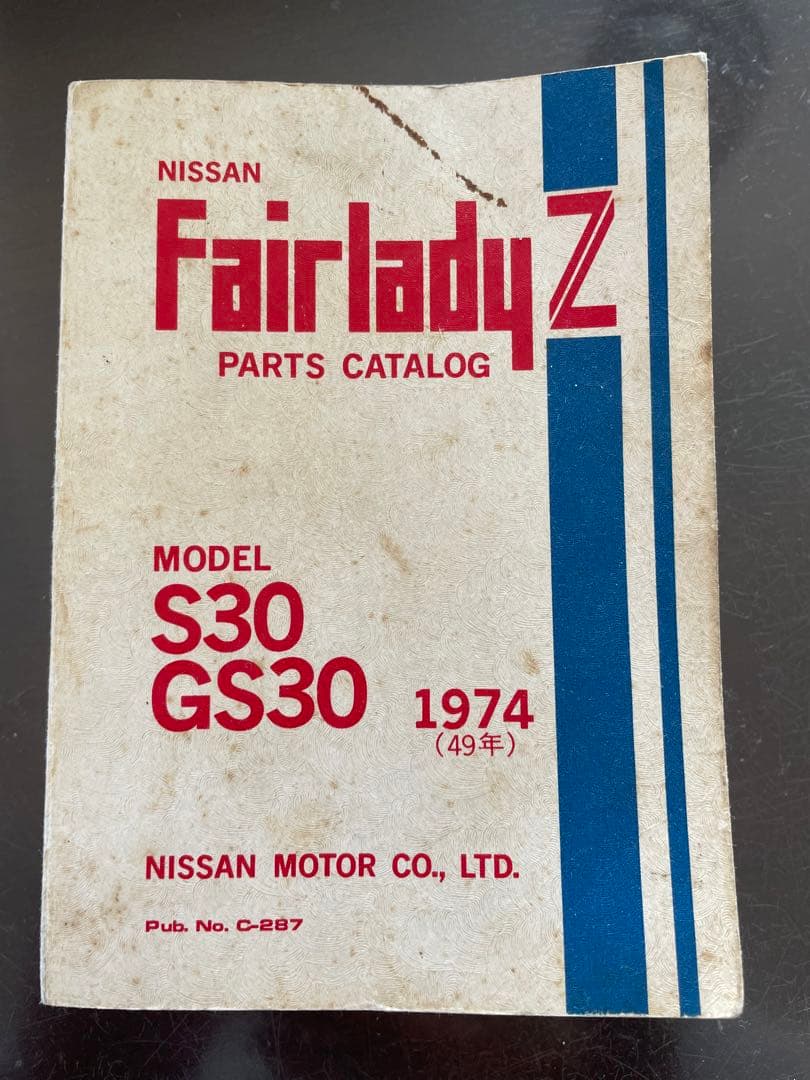 NISSAN
Fairlady Z
PARTS CATALOG
MODEL
S30
GS30
1974
(49年)
NISSAN MOTOR CO., LTD.
Pub. No. C-287